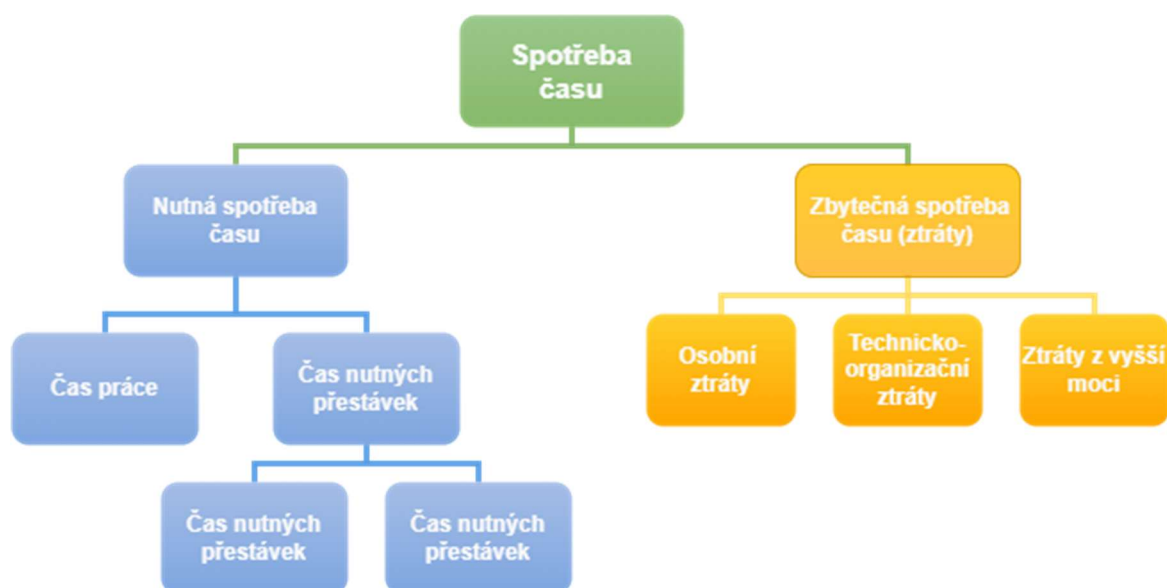 Spotřeba
času
Nutná spotřeba
času
Zbytečná spotřeba
času (ztráty)
Čas práce
Čas nutných
přestávek
Osobní
ztráty
Technicko-
organizační
ztráty
Ztráty z vyšší
moci
Čas nutných
přestávek
Čas nutných
přestávek